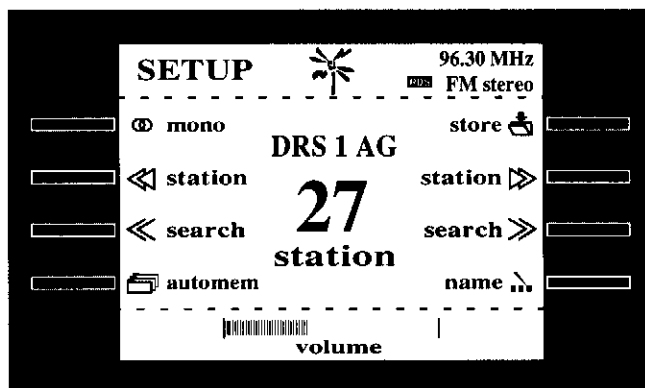 SETUP
96.30 MHz
RDS FM stereo
mono
store
DRS 1 AG
station
station
27
search
search
station
automem
name
volume